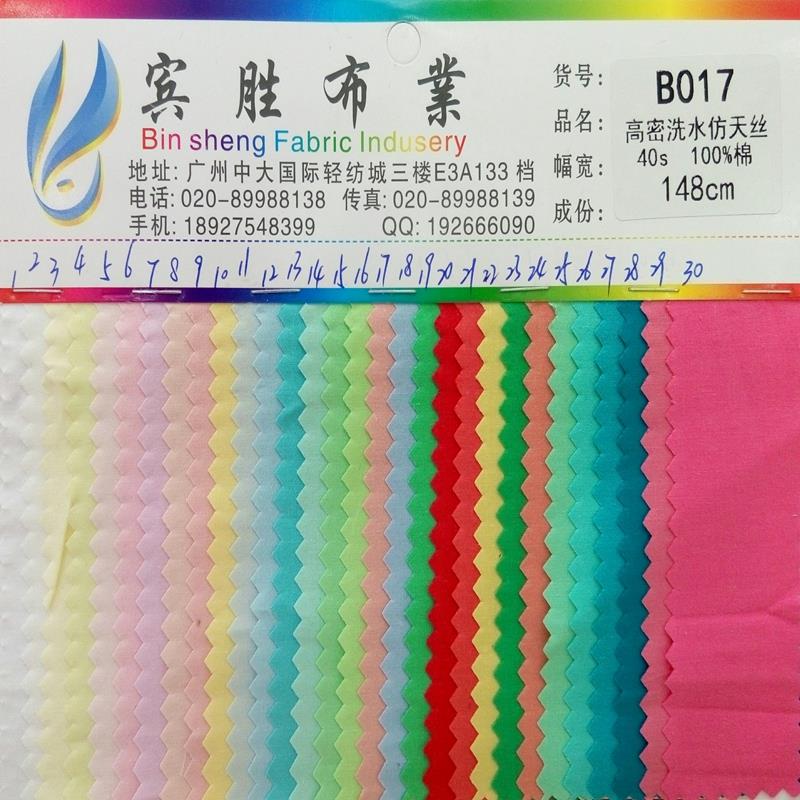 宾胜布業
Bin sheng Fabric Indusery
地址: 广州中大国际轻纺城三楼E3A133 档
电话: 020-89988138 传真: 020-89988139
手机: 18927548399 QQ: 192666090
货号: B017
品名: 高密洗水仿天丝
幅宽: 40s 100%棉
成份: 148cm
1 2 3 4 5 6 7 8 9 10 11 12 13 14 15 16 17 18 19 20 21 22 23 24 25 26 27 28 29 30